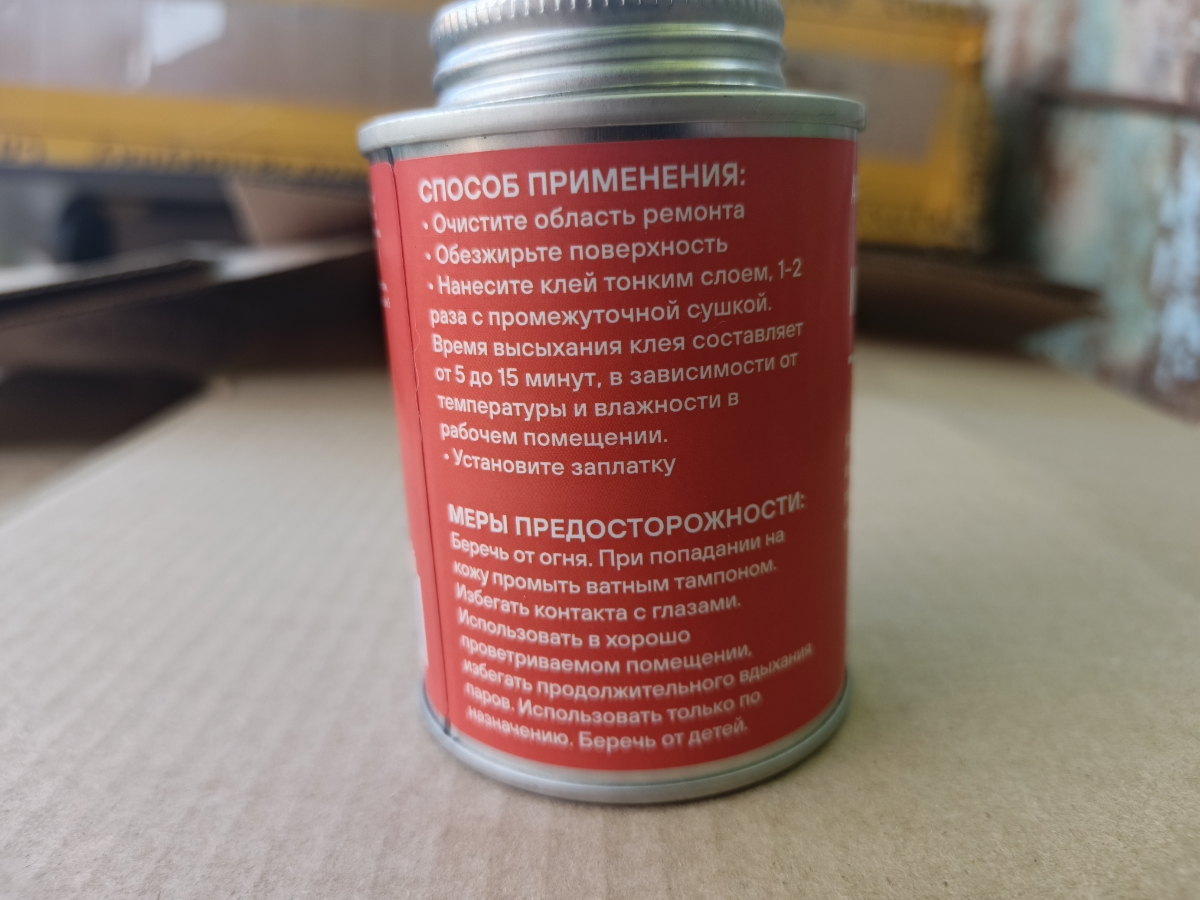 СПОСОБ ПРИМЕНЕНИЯ:
• Очистите область ремонта
• Обезжирьте поверхность
• Нанесите клей тонким слоем, 1-2
раза с промежуточной сушкой.
Время высыхания клея составляет
от 5 до 15 минут, в зависимости от
температуры и влажности в
рабочем помещении.
• Установите заплатку
МЕРЫ ПРЕДОСТОРОЖНОСТИ:
Беречь от огня. При попадании на
кожу промыть ватным тампоном.
Избегать контакта с глазами.
Использовать в хорошо
проветриваемом помещении,
избегать продолжительного вдыхания
паров. Использовать только по
назначению. Беречь от детей.